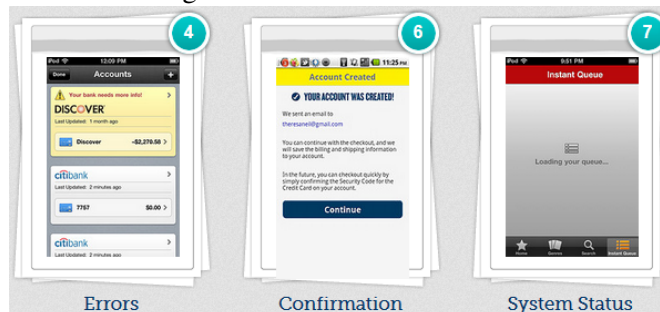 4
iPod 12:09 PM
Done Accounts +
Your bank needs more info! >
DISCOVER
Last Updated: 1 month ago
Discover -$2,270.58 >
citibank >
Last Updated: 2 minutes ago
7757 $0.00 >
citibank >
Last Updated: 2 minutes ago
Errors
6
11:25 PM
Account Created
YOUR ACCOUNT WAS CREATED!
We sent an email to
theresaneil@gmail.com
You can continue with the checkout, and we
will save the billing and shipping information
to your account.
In the future, you can checkout quickly by
simply confirming the Security Code for the
Credit Card on your account.
Continue
Confirmation
7
iPod 9:51 PM
Instant Queue
Loading your queue...
Home Genres Search Instant Queue
System Status